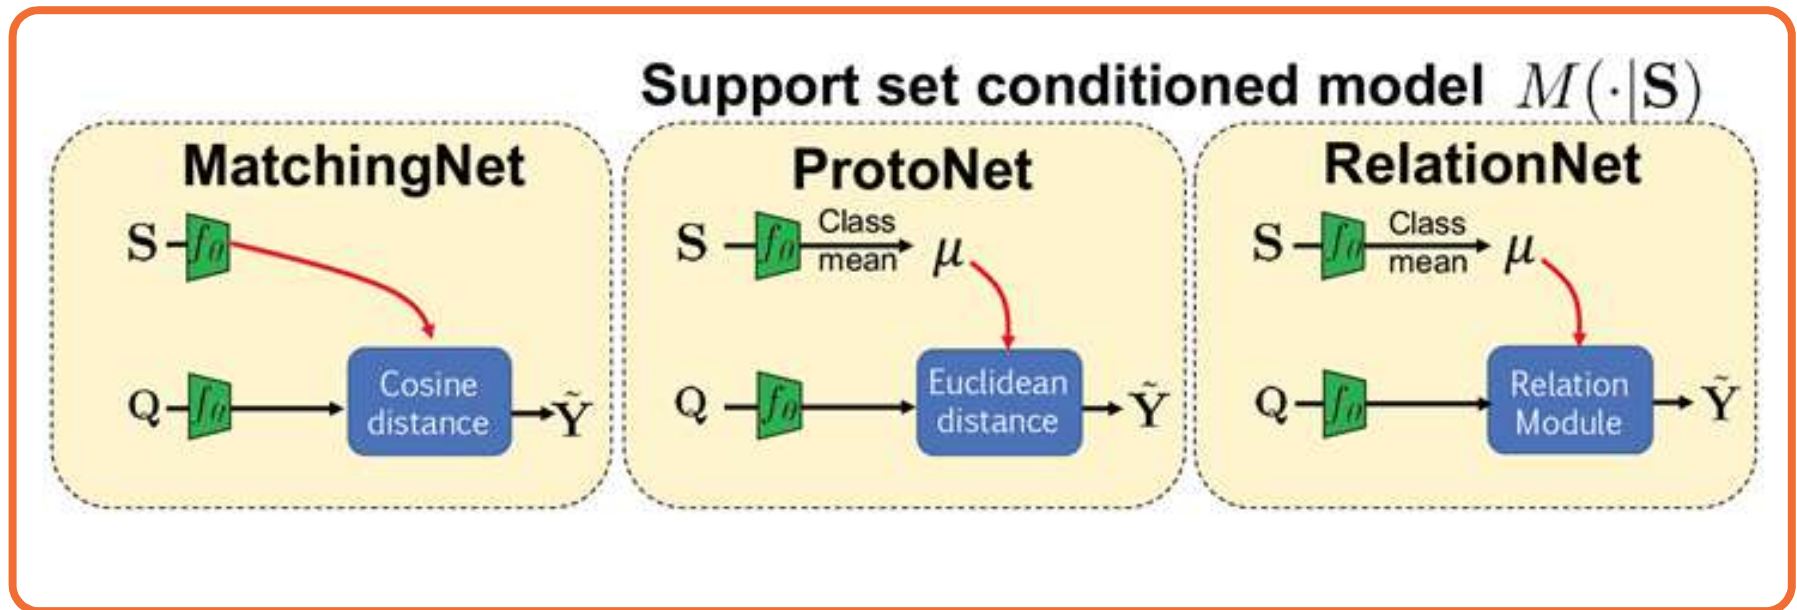 Support set conditioned model M(·|S)
MatchingNet
S fθ
Q fθ
Cosine
distance
Ỹ
ProtoNet
S fθ
Class
mean
μ
Q fθ
Euclidean
distance
Ỹ
RelationNet
S fθ
Class
mean
μ
Q fθ
Relation
Module
Ỹ